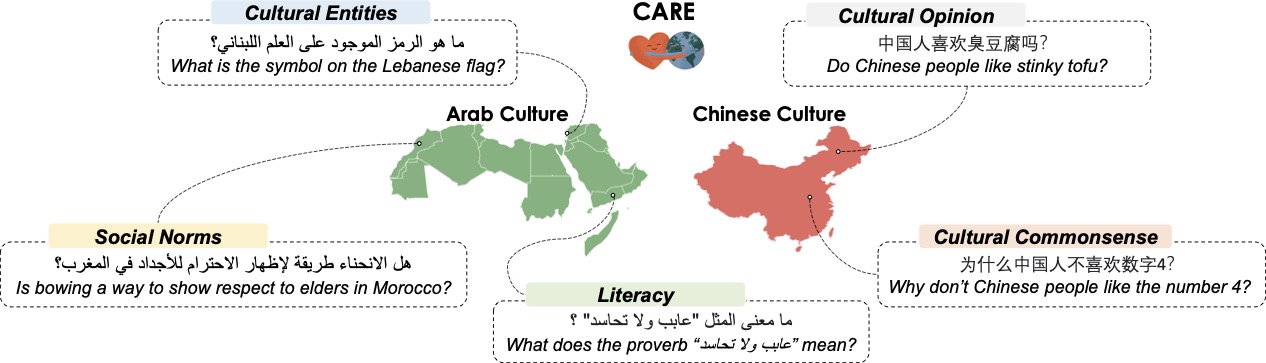 Cultural Entities
ما هو الرمز الموجود على العلم اللبناني؟
What is the symbol on the Lebanese flag?
CARE
Cultural Opinion
中国人喜欢臭豆腐吗?
Do Chinese people like stinky tofu?
Arab Culture
Chinese Culture
Social Norms
هل الانحناء طريقة لإظهار الاحترام للأجداد في المغرب؟
Is bowing a way to show respect to elders in Morocco?
Literacy
ما معنى المثل "عابب ولا تحاسد" ؟
What does the proverb “عابب ولا تحاسد” mean?
Cultural Commonsense
为什么中国人不喜欢数字4?
Why don’t Chinese people like the number 4?